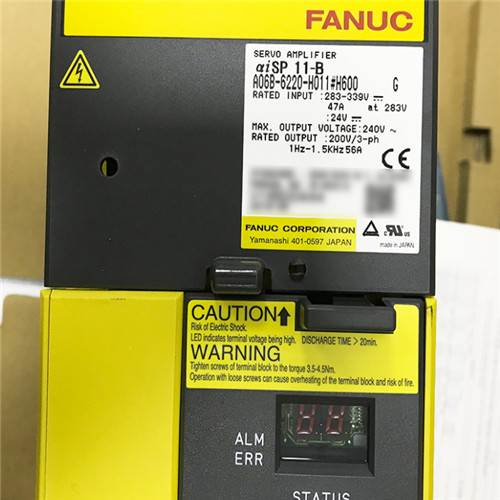 FANUC
SERVO AMPLIFIER
αiSP 11-B
A06B-6220-H011#H600 G
RATED INPUT : 283-339V ⎓
47A at 283V
:24V ⎓
MAX. OUTPUT VOLTAGE: 240V ~
RATED OUTPUT : 200V/3-ph
1Hz-1.5KHz 56A
CE
FANUC CORPORATION
Yamanashi 401-0597 JAPAN
c UL us
made in JAPAN
CAUTION
Risk of Electric Shock.
LED indicates terminal voltage being high. DISCHARGE TIME > 20min.
WARNING
Tighten screws of terminal block to the torque 3.5-4.5Nm.
Operation with loose screws can cause overheating of the terminal block and risk of fire.
ALM
ERR
STATUS